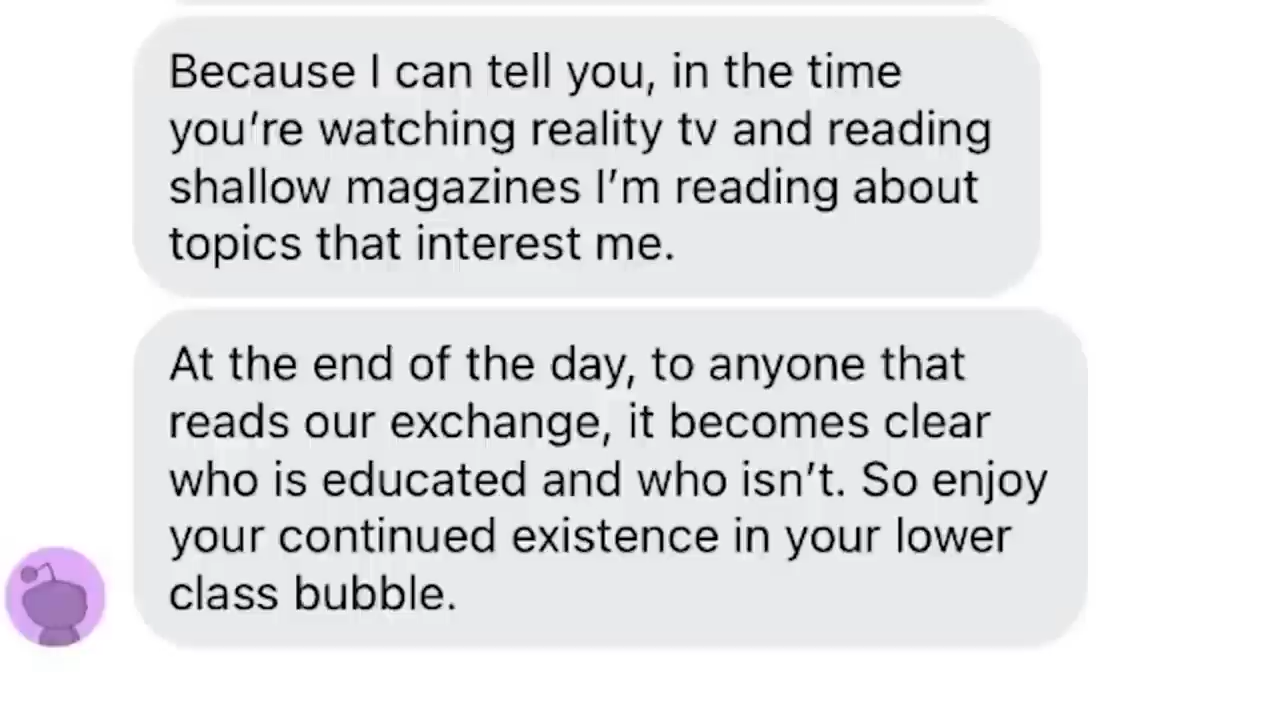 Because I can tell you, in the time
you're watching reality tv and reading
shallow magazines I'm reading about
topics that interest me.
At the end of the day, to anyone that
reads our exchange, it becomes clear
who is educated and who isn't. So enjoy
your continued existence in your lower
class bubble.